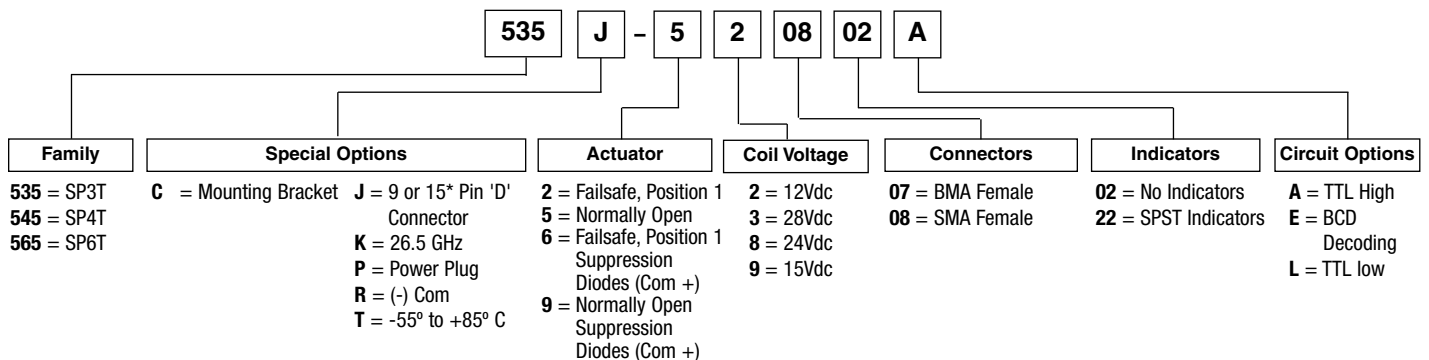 535 J – 5 2 08 02 A
Family
535 = SP3T
545 = SP4T
565 = SP6T
Special Options
C = Mounting Bracket
J = 9 or 15* Pin 'D'
Connector
K = 26.5 GHz
P = Power Plug
R = (-) Com
T = -55º to +85º C
Actuator
2 = Failsafe, Position 1
5 = Normally Open
6 = Failsafe, Position 1
Suppression
Diodes (Com +)
9 = Normally Open
Suppression
Diodes (Com +)
Coil Voltage
2 = 12Vdc
3 = 28Vdc
8 = 24Vdc
9 = 15Vdc
Connectors
07 = BMA Female
08 = SMA Female
Indicators
02 = No Indicators
22 = SPST Indicators
Circuit Options
A = TTL High
E = BCD
Decoding
L = TTL low